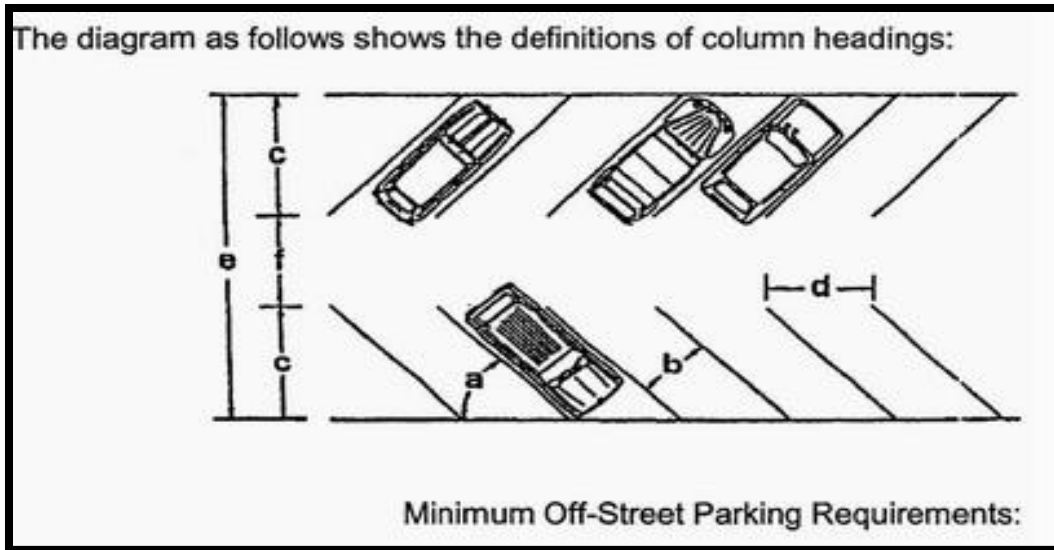 The diagram as follows shows the definitions of column headings:
c
e
f
d
c
a
b
Minimum Off-Street Parking Requirements: